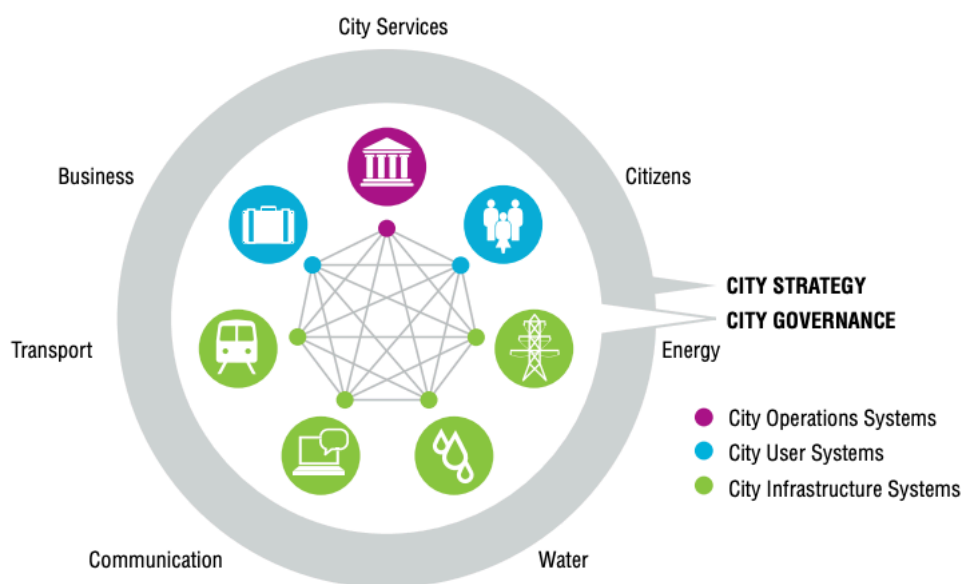 City Services
Business
Citizens
CITY STRATEGY
CITY GOVERNANCE
Transport
Energy
City Operations Systems
City User Systems
City Infrastructure Systems
Communication
Water